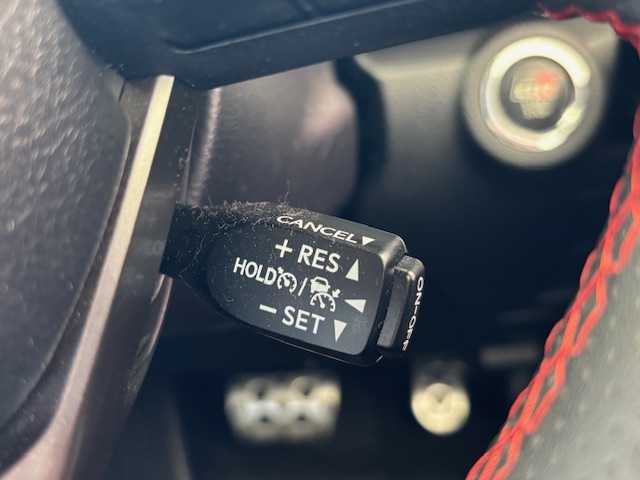 CANCEL▼
+ RES ▲
HOLD / ◀
− SET ▼
ON-OFF